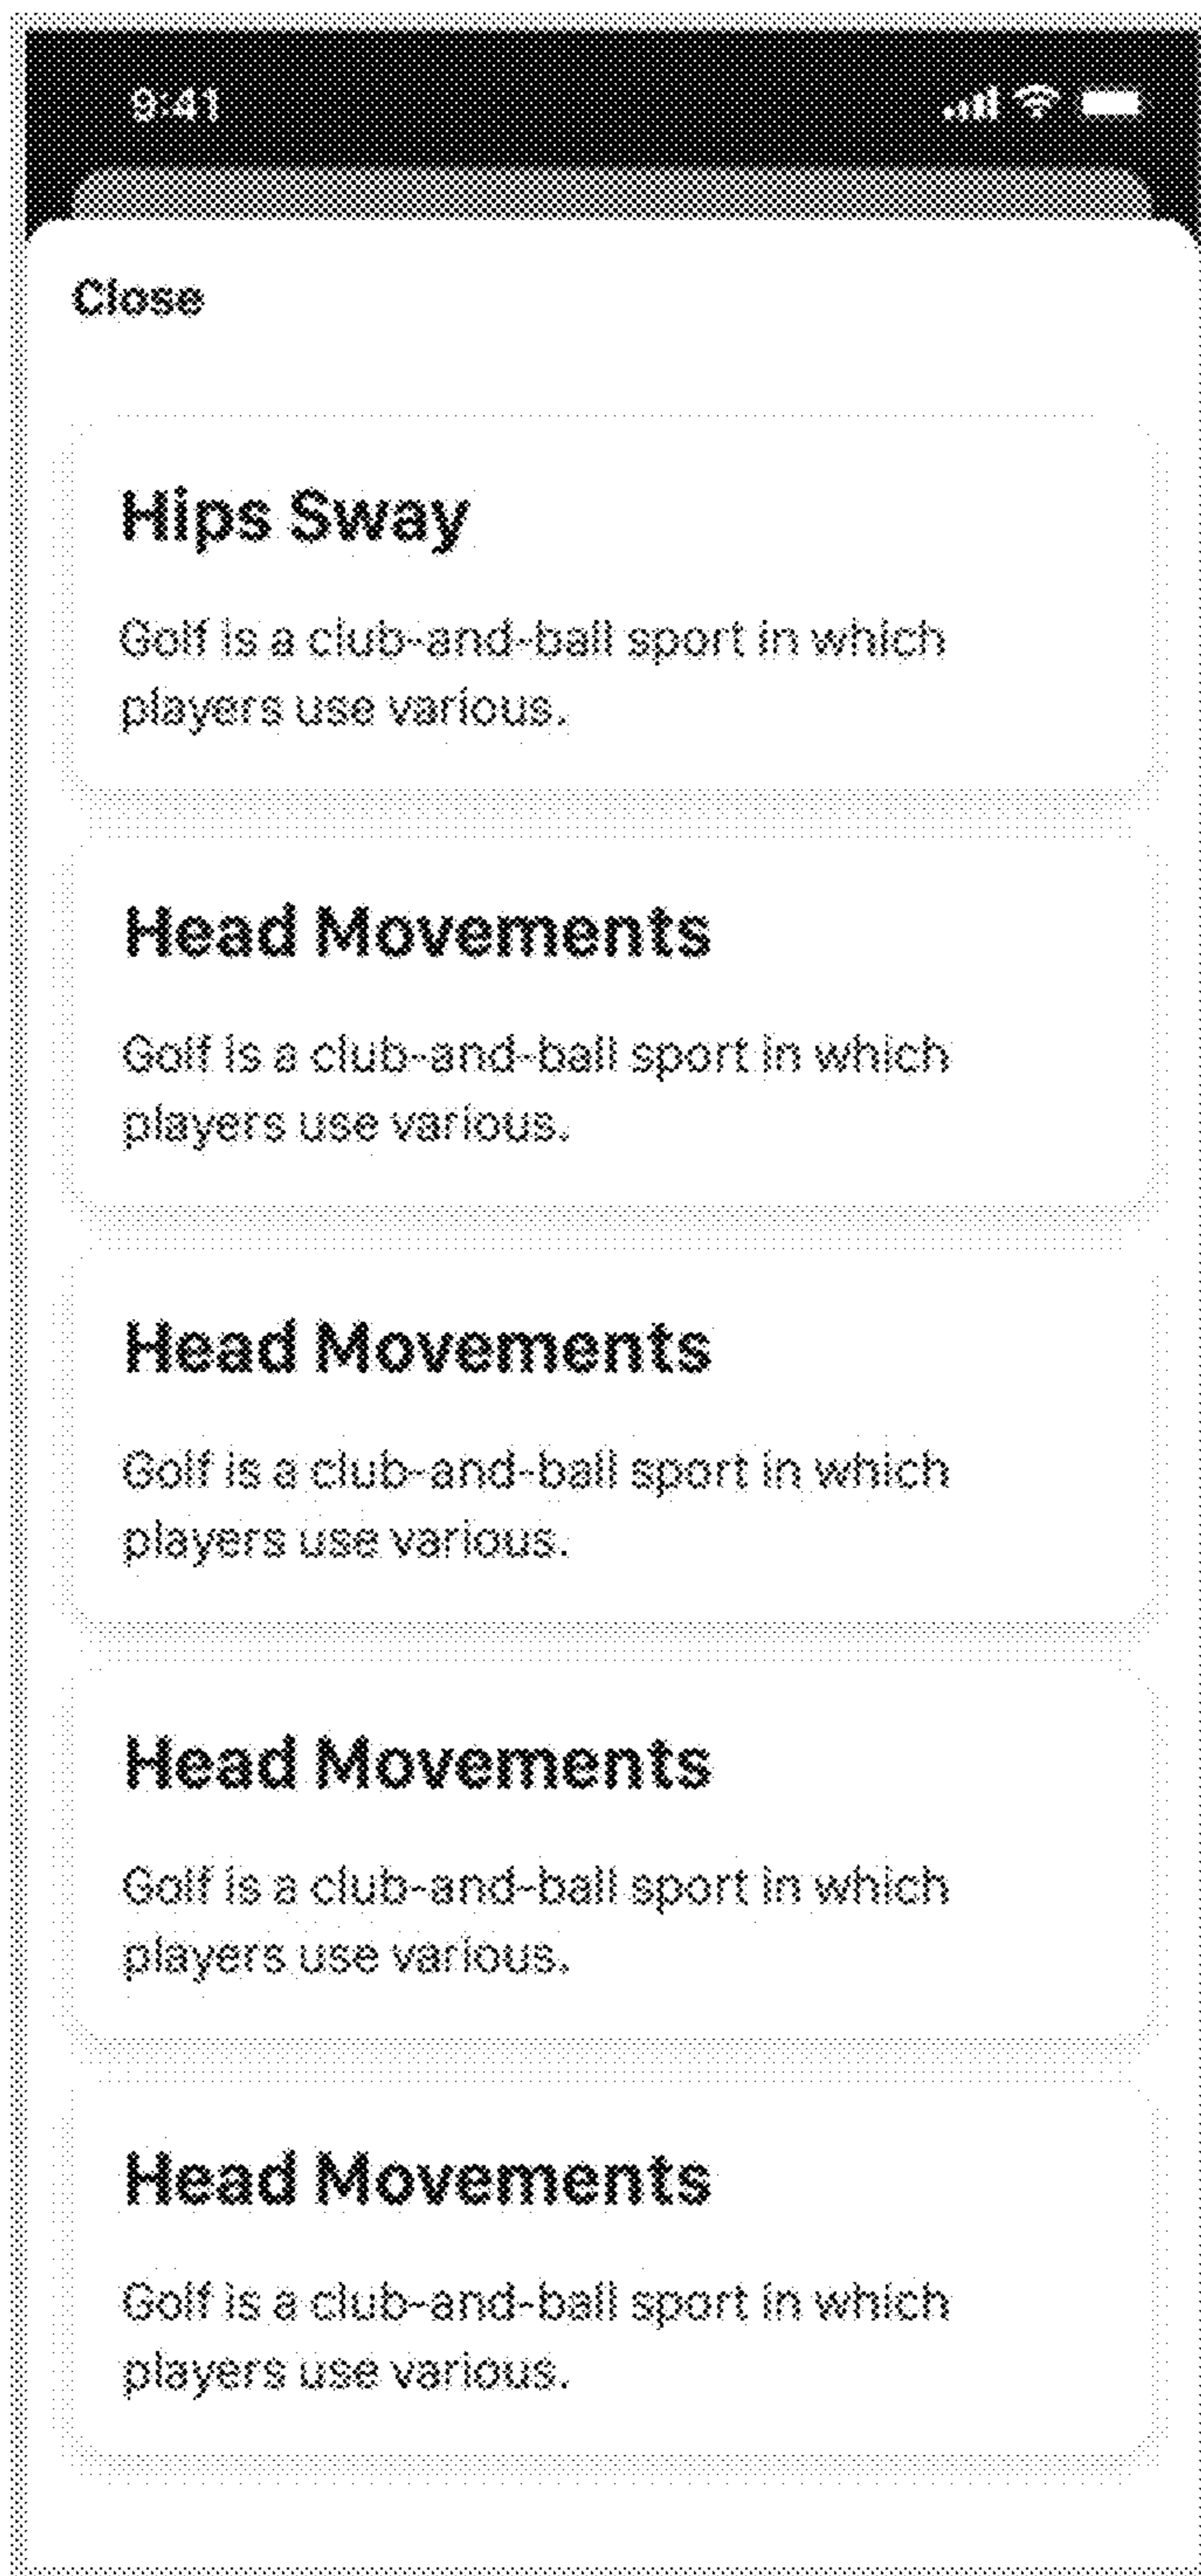 9:41
Close
Hips Sway
Golf is a club-and-ball sport in which
players use various.
Head Movements
Golf is a club-and-ball sport in which
players use various.
Head Movements
Golf is a club-and-ball sport in which
players use various.
Head Movements
Golf is a club-and-ball sport in which
players use various.
Head Movements
Golf is a club-and-ball sport in which
players use various.